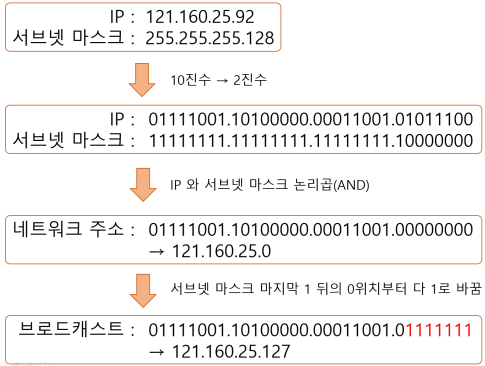 IP : 121.160.25.92
서브넷 마스크 : 255.255.255.128
10진수 → 2진수
IP : 01111001.10100000.00011001.01011100
서브넷 마스크 : 11111111.11111111.11111111.10000000
IP 와 서브넷 마스크 논리곱(AND)
네트워크 주소 : 01111001.10100000.00011001.00000000
→ 121.160.25.0
서브넷 마스크 마지막 1 뒤의 0위치부터 다 1로 바꿈
브로드캐스트 : 01111001.10100000.00011001.01111111
→ 121.160.25.127